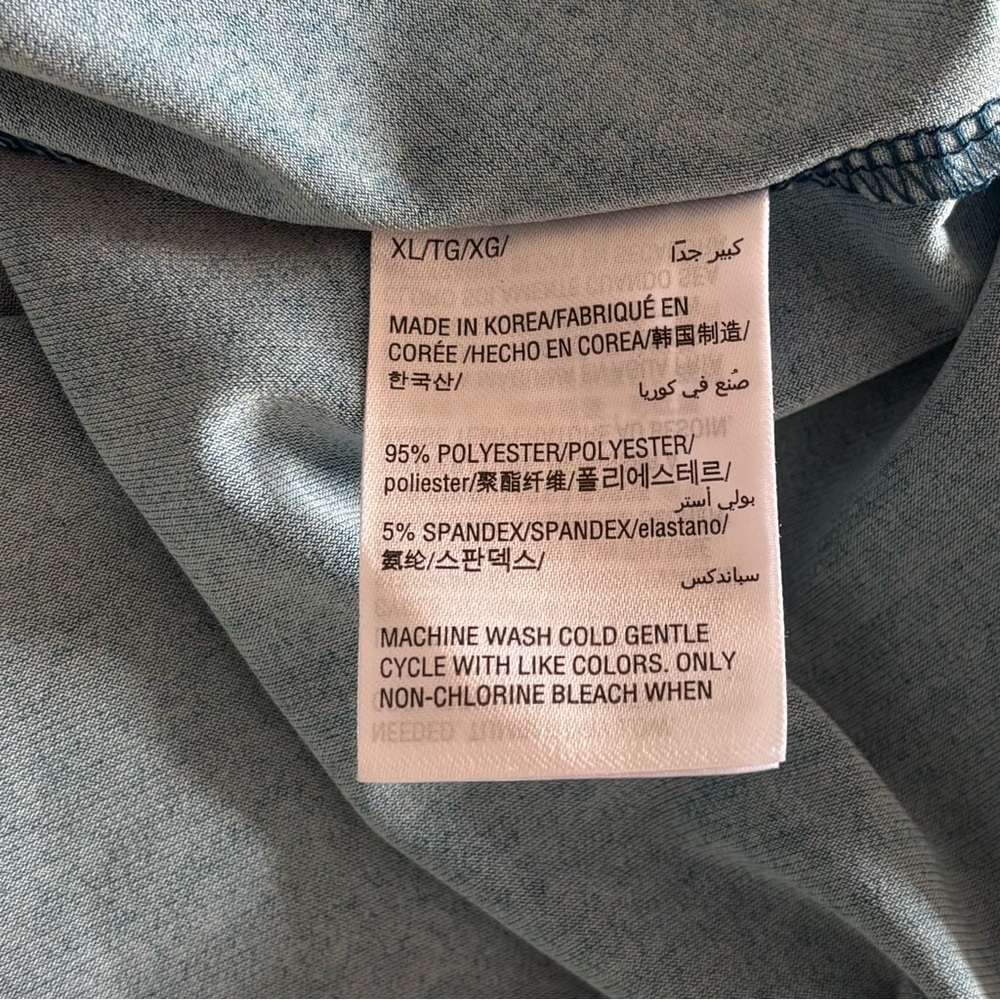 XL/TG/XG/ كبير جدًا
MADE IN KOREA/FABRIQUÉ EN
CORÉE /HECHO EN COREA/韩国制造/
한국산/ صُنع في كوريا
95% POLYESTER/POLYESTER/
poliester/聚酯纤维/폴리에스테르/
بولي أستر
5% SPANDEX/SPANDEX/elastano/
氨纶/스판덱스/
سباندكس
MACHINE WASH COLD GENTLE
CYCLE WITH LIKE COLORS. ONLY
NON-CHLORINE BLEACH WHEN